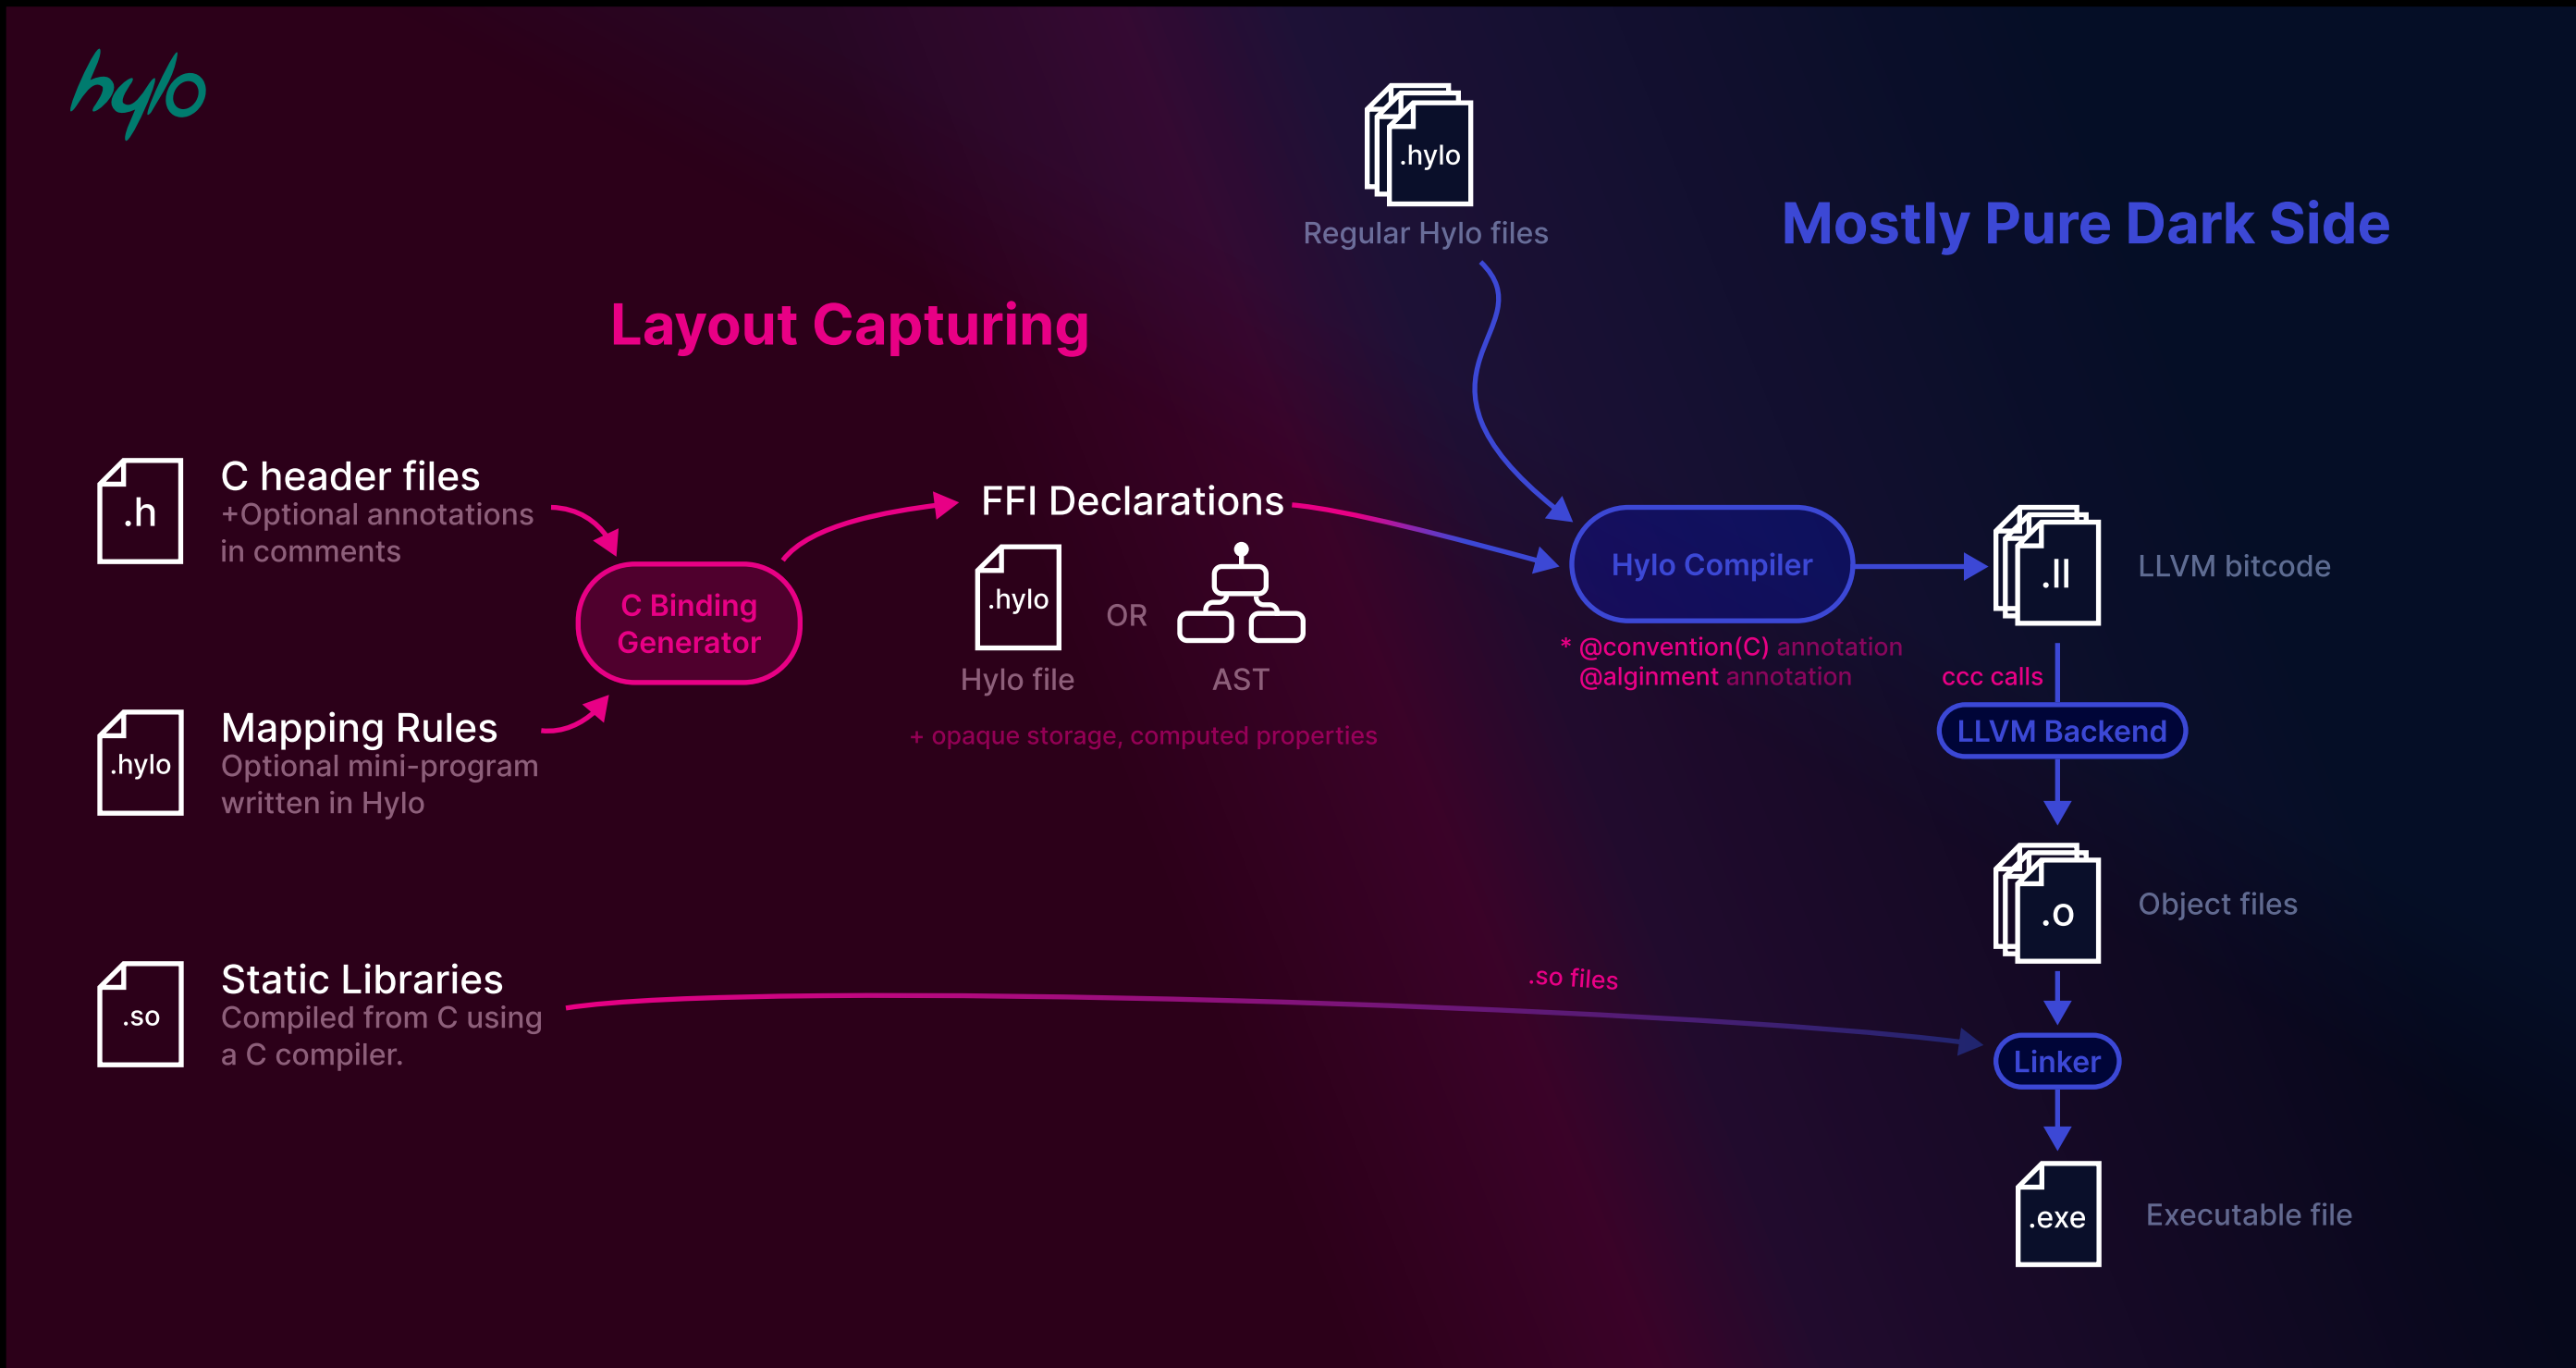 hylo
.hylo
Regular Hylo files
Mostly Pure Dark Side
Layout Capturing
.h
C header files
+Optional annotations
in comments
C Binding
Generator
.hylo
Mapping Rules
Optional mini-program
written in Hylo
FFI Declarations
.hylo
OR
Hylo file
AST
+ opaque storage, computed properties
Hylo Compiler
* @convention(C) annotation
@alginment annotation
.ll
LLVM bitcode
ccc calls
LLVM Backend
.o
Object files
.so
Static Libraries
Compiled from C using
a C compiler.
.so files
Linker
.exe
Executable file